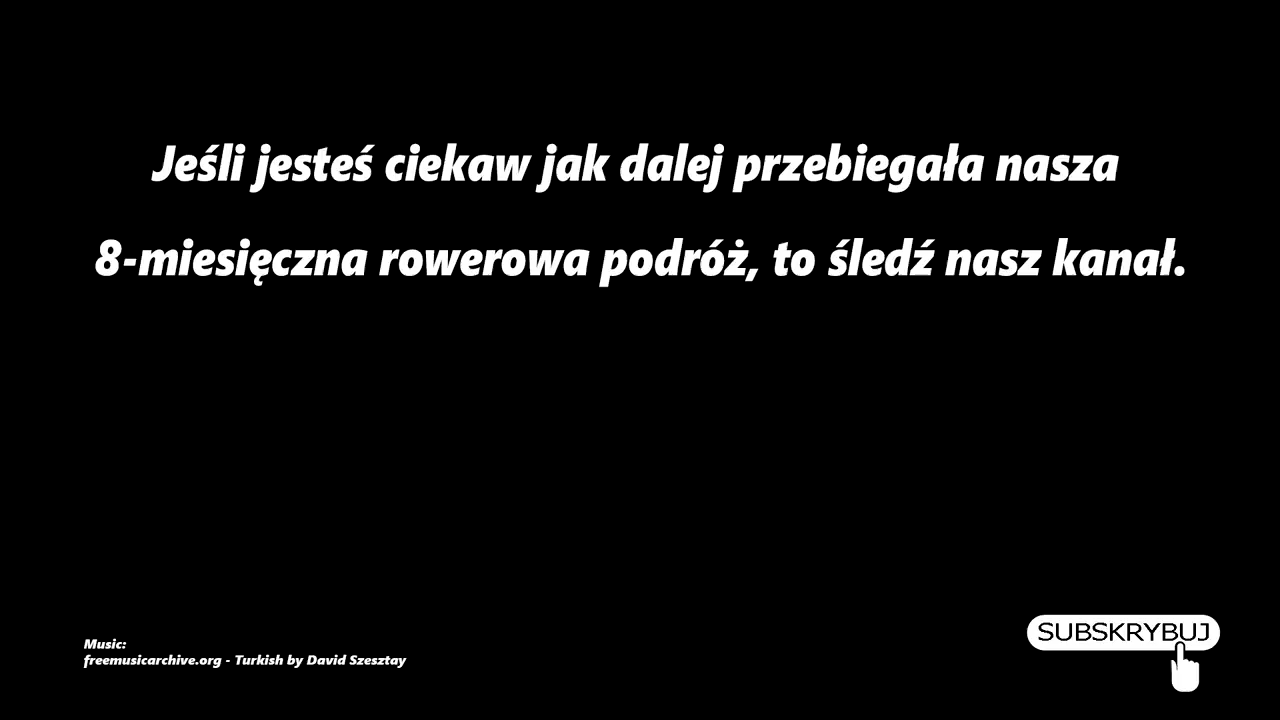 Jeśli jesteś ciekaw jak dalej przebiegała nasza
8-miesięczna rowerowa podróż, to śledź nasz kanał.
Music:
freemusicarchive.org - Turkish by David Szesztay
SUBSKRYBUJ